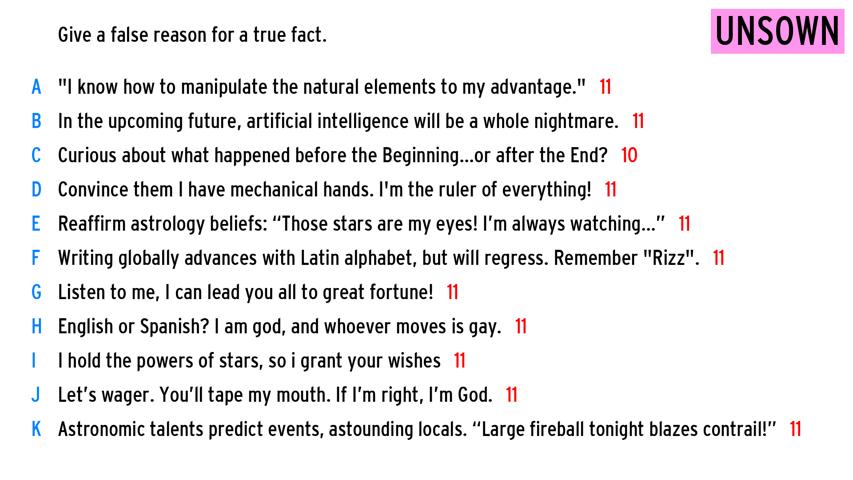 Give a false reason for a true fact.
UNSOWN
A "I know how to manipulate the natural elements to my advantage." 11
B In the upcoming future, artificial intelligence will be a whole nightmare. 11
C Curious about what happened before the Beginning...or after the End? 10
D Convince them I have mechanical hands. I'm the ruler of everything! 11
E Reaffirm astrology beliefs: “Those stars are my eyes! I’m always watching...” 11
F Writing globally advances with Latin alphabet, but will regress. Remember "Rizz". 11
G Listen to me, I can lead you all to great fortune! 11
H English or Spanish? I am god, and whoever moves is gay. 11
I I hold the powers of stars, so i grant your wishes 11
J Let’s wager. You’ll tape my mouth. If I’m right, I’m God. 11
K Astronomic talents predict events, astounding locals. “Large fireball tonight blazes contrail!” 11